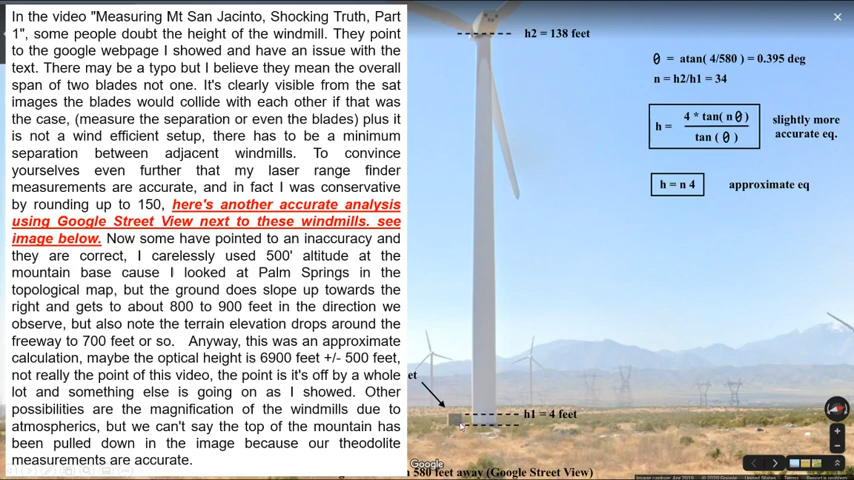 In the video "Measuring Mt San Jacinto, Shocking Truth, Part
1", some people doubt the height of the windmill. They point
to the google webpage I showed and have an issue with the
text. There may be a typo but I believe they mean the overall
span of two blades not one. It's clearly visible from the sat
images the blades would collide with each other if that was
the case, (measure the separation or even the blades) plus it
is not a wind efficient setup, there has to be a minimum
separation between adjacent windmills. To convince
yourselves even further that my laser range finder
measurements are accurate, and in fact I was conservative
by rounding up to 150, here's another accurate analysis
using Google Street View next to these windmills. see
image below. Now some have pointed to an inaccuracy and
they are correct, I carelessly used 500' altitude at the
mountain base cause I looked at Palm Springs in the
topological map, but the ground does slope up towards the
right and gets to about 800 to 900 feet in the direction we
observe, but also note the terrain elevation drops around the
freeway to 700 feet or so. Anyway, this was an approximate
calculation, maybe the optical height is 6900 feet +/- 500 feet,
not really the point of this video, the point is it's off by a whole
lot and something else is going on as I showed. Other
possibilities are the magnification of the windmills due to
atmospherics, but we can't say the top of the mountain has
been pulled down in the image because our theodolite
measurements are accurate.
h2 = 138 feet
θ = atan( 4/580 ) = 0.395 deg
n = h2/h1 = 34
h = 4 * tan( n θ ) / tan ( θ )
slightly more
accurate eq.
h = n 4
approximate eq
et
h1 = 4 feet
580 feet away (Google Street View)
Google